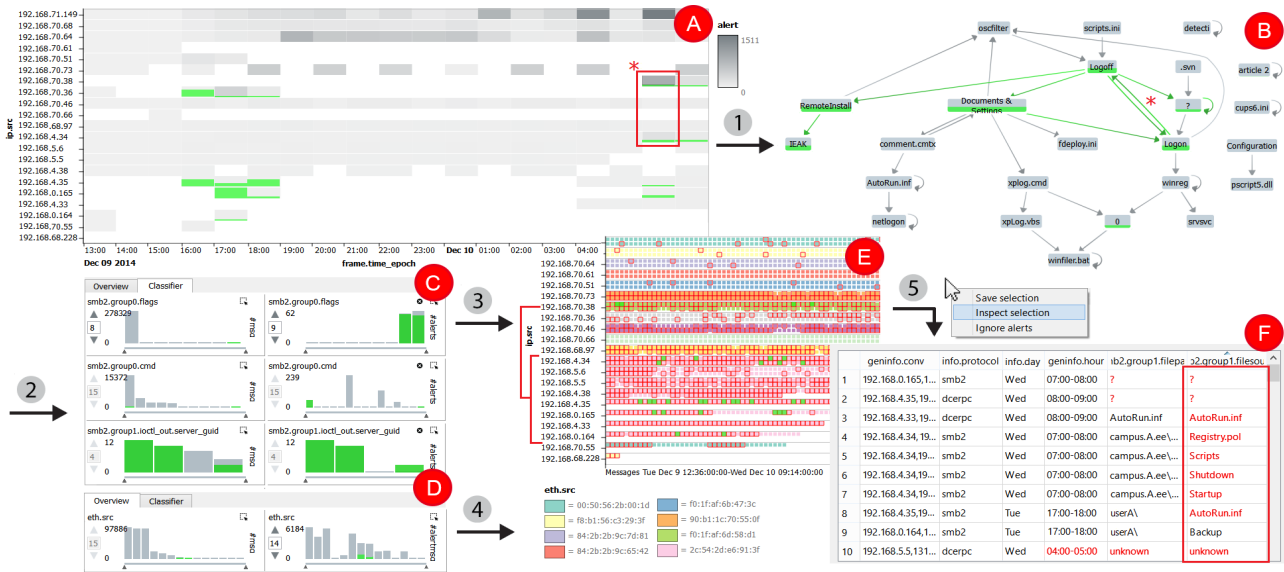 192.168.71.149
192.168.70.68
192.168.70.64
192.168.70.61
192.168.70.51
192.168.70.73
192.168.70.38
192.168.70.36
192.168.70.46
192.168.70.66
192.168.68.97
192.168.4.34
192.168.5.6
192.168.5.5
192.168.4.38
192.168.4.35
192.168.0.165
192.168.4.33
192.168.0.164
192.168.70.55
192.168.68.228
ip.src
13:00 14:00 15:00 16:00 17:00 18:00 19:00 20:00 21:00 22:00 23:00 Dec 10 01:00 02:00 03:00 04:00
Dec 09 2014
frame.time_epoch
*
A
alert
1511
0
1
B
oscfilter
scripts.ini
detecti
Logoff
.svn
article 2
RemoteInstall
Documents & Settings
*
?
cups6.ini
IEAK
comment.cmtx
fdeploy.ini
Logon
Configuration
AutoRun.inf
xplog.cmd
winreg
pscript5.dll
netlogon
xpLog.vbs
0
srvsvc
winfiler.bat
2
C
Overview Classifier
smb2.group0.flags
278329
8
0
#msg
smb2.group0.flags
62
9
0
#alerts
smb2.group0.cmd
15372
15
0
#msg
smb2.group0.cmd
239
15
0
#alerts
smb2.group1.ioctl_out.server_guid
12
4
0
#msg
smb2.group1.ioctl_out.server_guid
12
4
0
#alerts
D
Overview Classifier
eth.src
97886
15
0
#msg
eth.src
6184
14
0
#alertmsg
3
4
E
192.168.70.64
192.168.70.61
192.168.70.51
192.168.70.73
192.168.70.38
192.168.70.36
192.168.70.46
192.168.70.66
192.168.68.97
192.168.4.34
192.168.5.6
192.168.5.5
192.168.4.38
192.168.4.35
192.168.0.165
192.168.4.33
192.168.0.164
192.168.70.55
192.168.68.228
ip.src
Messages Tue Dec 9 12:36:00:00-Wed Dec 10 09:14:00:00
eth.src
= 00:50:56:2b:00:1d
= f0:1f:af:6b:47:3c
= f8:b1:56:c3:29:3f
= 90:b1:1c:70:55:0f
= 84:2b:2b:9c:7d:81
= f0:1f:af:6d:58:d1
= 84:2b:2b:9c:65:42
= 2c:54:2d:e6:91:3f
5
Save selection
Inspect selection
Ignore alerts
F
geninfo.conv info.protocol info.day geninfo.hour b2.group1.filepa b2.group1.filesou
1 192.168.0.165,1... smb2 Wed 07:00-08:00 ? ?
2 192.168.4.35,19... dcerpc Wed 08:00-09:00 ? ?
3 192.168.4.33,19... smb2 Wed 08:00-09:00 AutoRun.inf AutoRun.inf
4 192.168.4.34,19... smb2 Wed 07:00-08:00 campus.A.ee\... Registry.pol
5 192.168.4.34,19... smb2 Wed 07:00-08:00 campus.A.ee\... Scripts
6 192.168.4.34,19... smb2 Wed 07:00-08:00 campus.A.ee\... Shutdown
7 192.168.4.34,19... smb2 Wed 07:00-08:00 campus.A.ee\... Startup
8 192.168.4.35,19... smb2 Tue 17:00-18:00 userA\ AutoRun.inf
9 192.168.0.164,1... smb2 Tue 17:00-18:00 userA\ Backup
10 192.168.5.5,131... dcerpc Wed 04:00-05:00 unknown unknown